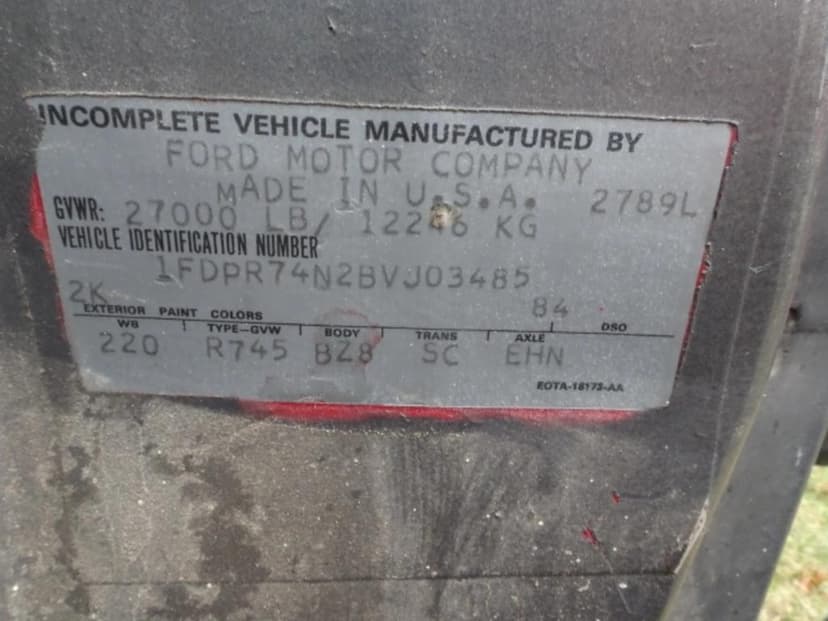 INCOMPLETE VEHICLE MANUFACTURED BY
FORD MOTOR COMPANY
MADE IN U.S.A. 2789L
GVWR: 27000 LB/ 12246 KG
VEHICLE IDENTIFICATION NUMBER
1FDPR74N2BVJ03485
2K 84
EXTERIOR PAINT COLORS DSO
WB TYPE-GVW BODY TRANS AXLE
220 R745 BZ8 SC EHN
EOTA-18173-AA